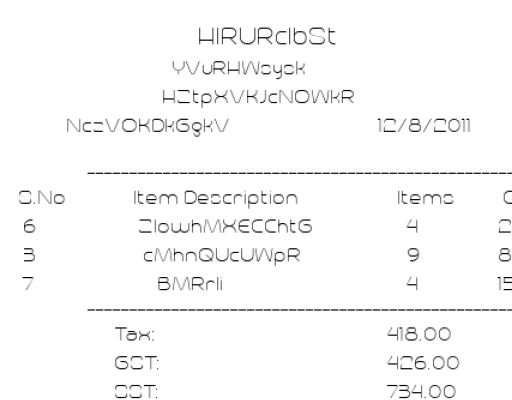 HIRURclbSt
YVuRHWsysk
HZtpXVKJcNOWkR
NczVOKDkGgkV 12/8/2011
S.No Item Description Items
6 ZlowhMXECChtG 4 2
3 cMhnQUcUWpR 9 8
7 BMRrli 4 15
Tax: 418.00
GST: 426.00
SST: 734.00